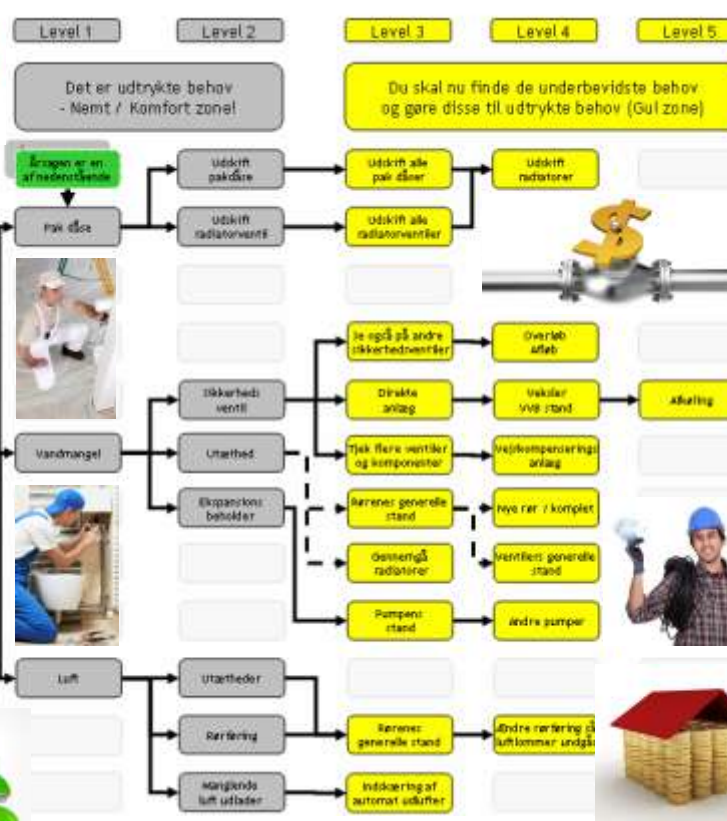 Level 1
Level 2
Level 3
Level 4
Level 5
Det er udtrykte behov
- Nemt / Komfort zone!
Du skal nu finde de underbevidste behov
og gøre disse til udtrykte behov (Gul zone)
Årsagen er en
af nedenstående
Udskift
pakdåse
Udskift alle
pak dåser
Udskift
radiatorer
Pak dåse
Udskift
radiatorventil
Udskift alle
radiatorventiler
Se også på andre
sikkerhedsventiler
Overløb
Afløb
Sikkerheds
ventil
Direkte
anlæg
Veksler
VVB stand
Afkøling
Vandmangel
Utæthed
Tjek flere ventiler
og komponester
Vejrkompenserings
anlæg
Ekspansions
beholder
Rørenes generelle
stand
Nye rør / komplet
Gennemgå
radiatorer
Ventilers generelle
stand
Pumpens
stand
Andre pumper
Luft
Utætheder
Rørføring
Rørenes
generelle stand
Ændre rørføring så
luftlommer undgås
Manglende
luft udlader
Indskæring af
automat udlufter